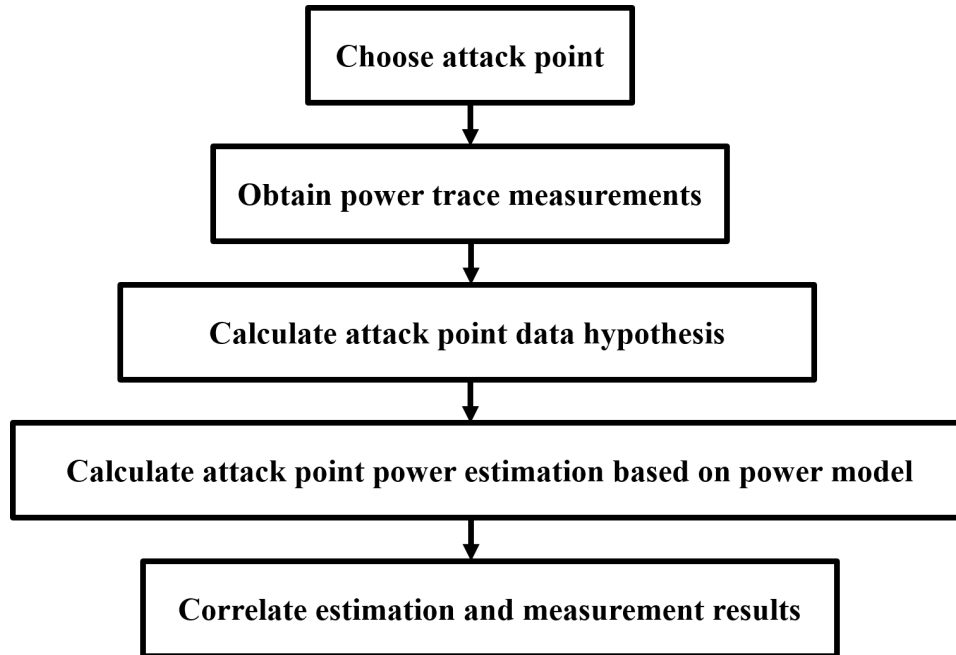 Choose attack point
Obtain power trace measurements
Calculate attack point data hypothesis
Calculate attack point power estimation based on power model
Correlate estimation and measurement results